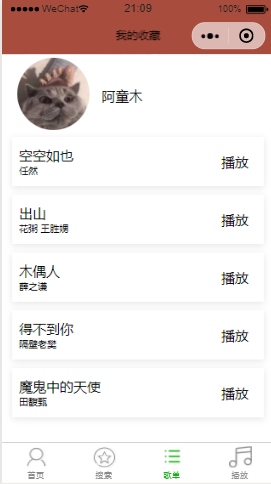 WeChat
21:09
100%
我的收藏
阿童木
空空如也
任然
播放
出山
花粥 王胜娚
播放
木偶人
薛之谦
播放
得不到你
隔壁老樊
播放
魔鬼中的天使
田馥甄
播放
首页
搜索
歌单
播放